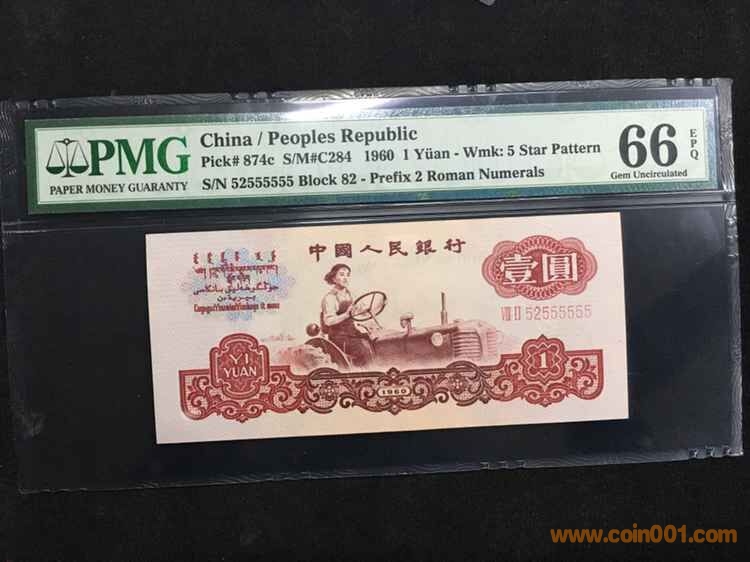 PMG
PAPER MONEY GUARANTY
China / Peoples Republic
Pick# 874c S/M#C284 1960 1 Yüan - Wmk: 5 Star Pattern
S/N 52555555 Block 82 - Prefix 2 Roman Numerals
66 EPQ
Gem Uncirculated
中國人民銀行
壹圓
VIII II 52555555
YI
YUAN
1960
1
www.coin001.com